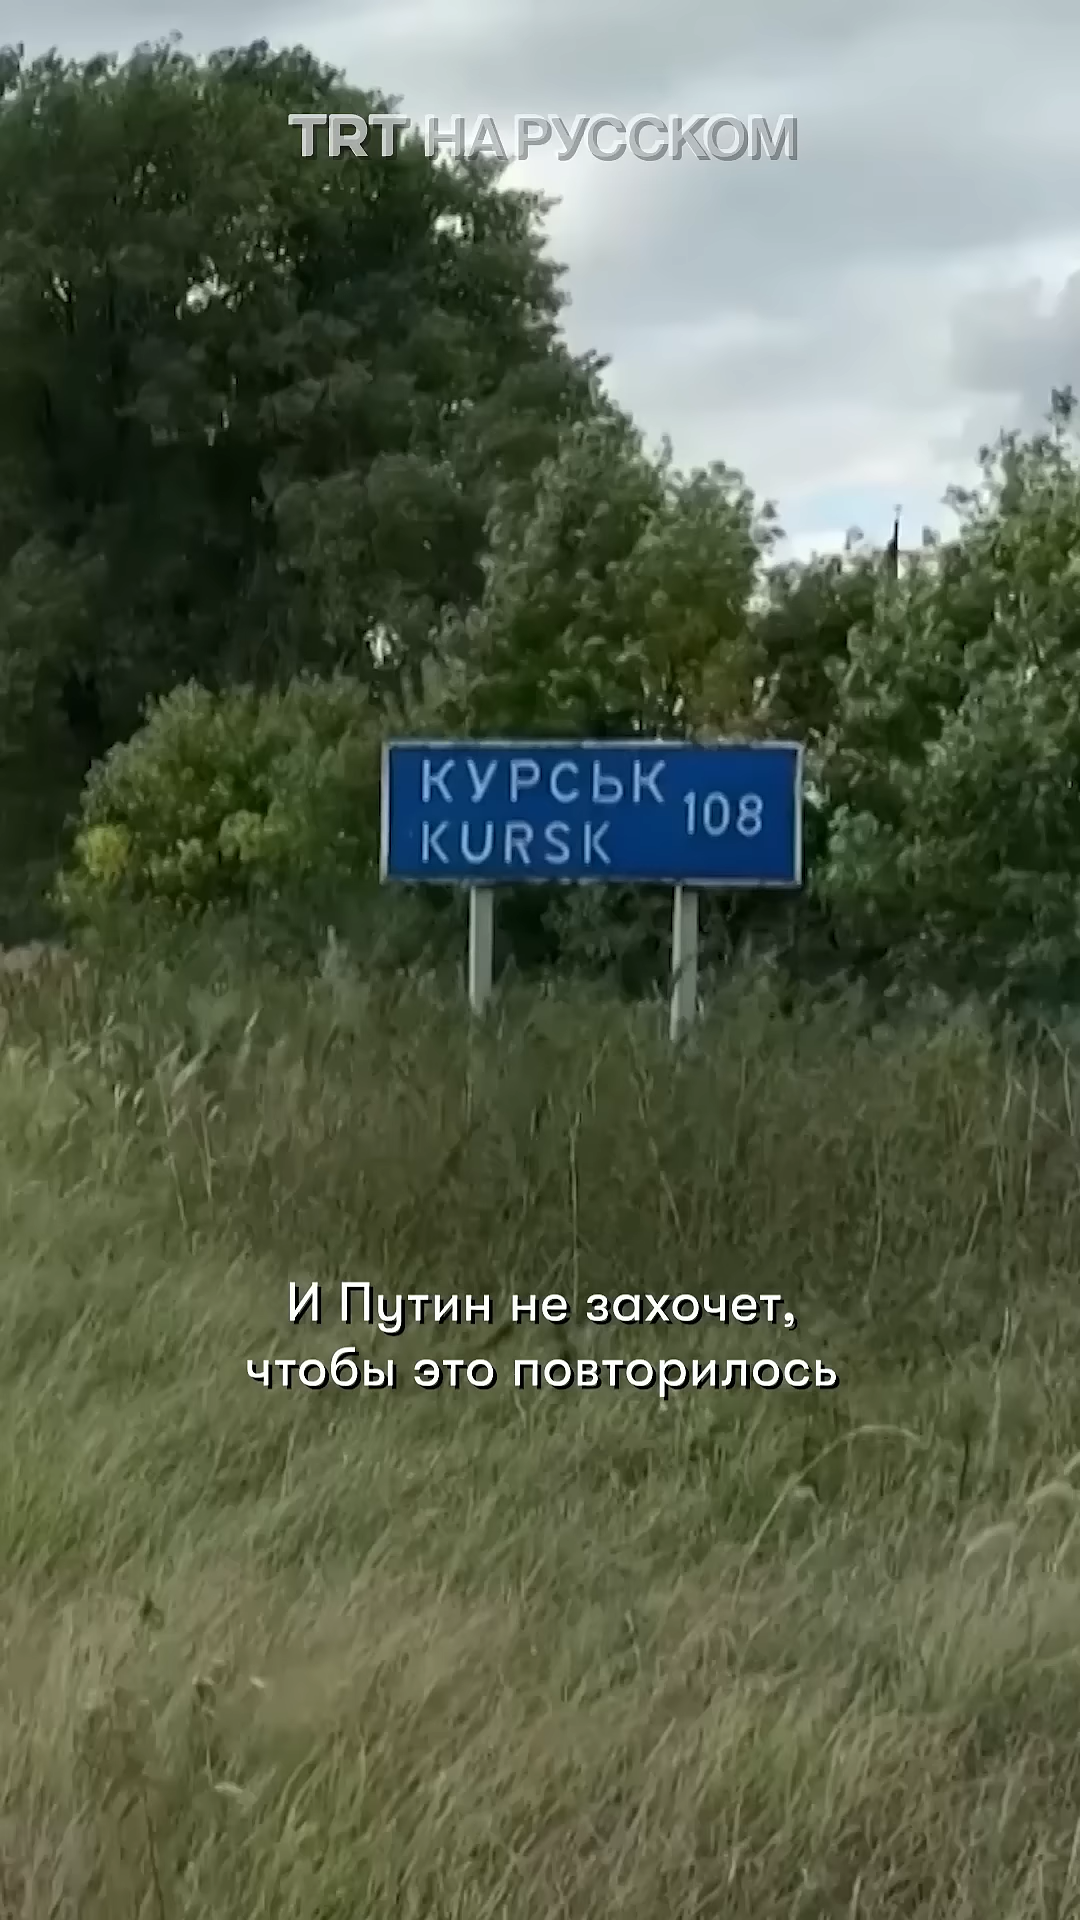 TRT НА РУССКОМ
КУРСЬК 108
KURSK
И Путин не захочет,
чтобы это повторилось